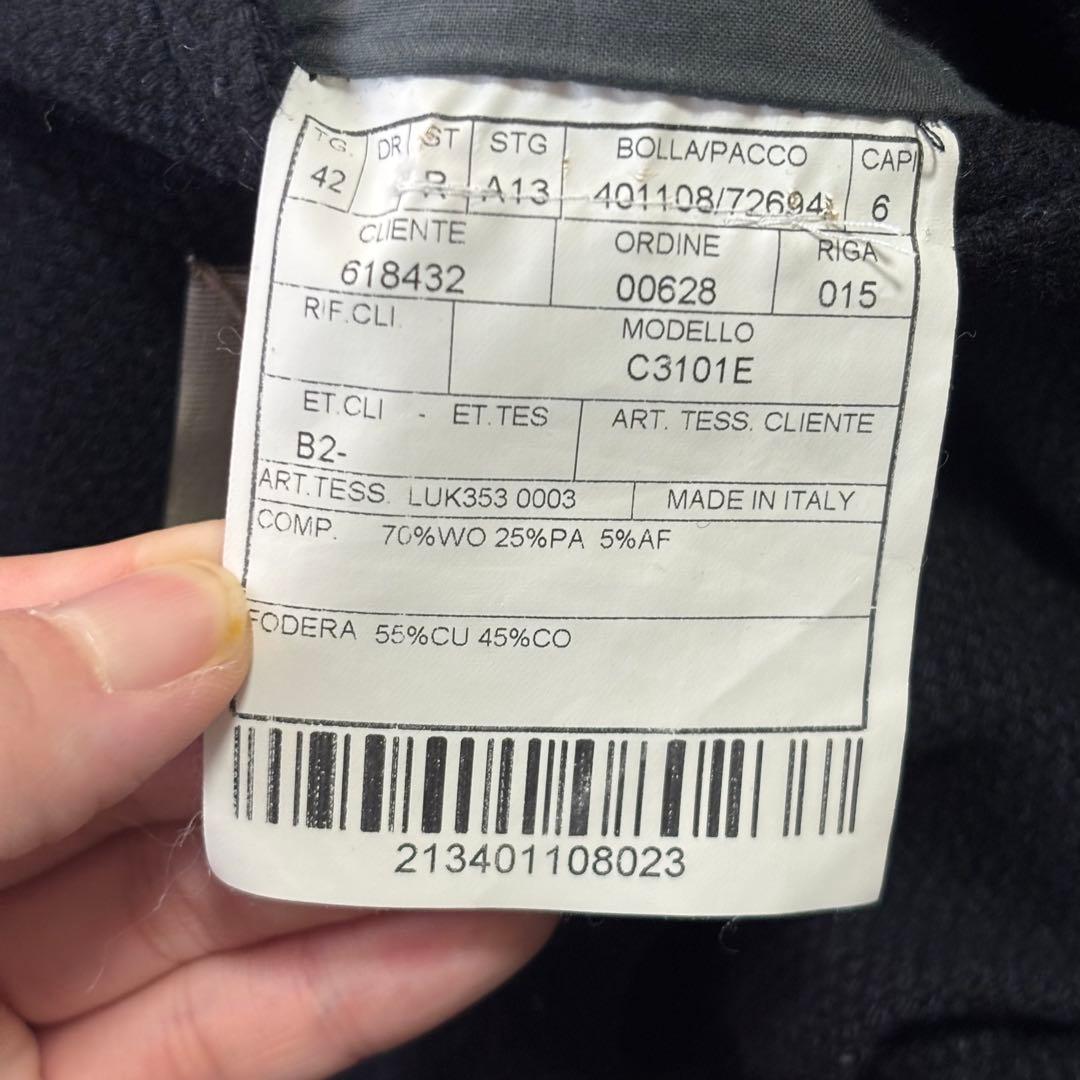 TG. DR ST STG BOLLA/PACCO CAPI
42 R A13 401108/72694 6
CLIENTE ORDINE RIGA
618432 00628 015
RIF.CLI. MODELLO
C3101E
ET.CLI - ET.TES ART. TESS. CLIENTE
B2-
ART.TESS. LUK353 0003 MADE IN ITALY
COMP. 70%WO 25%PA 5%AF
FODERA 55%CU 45%CO
213401108023